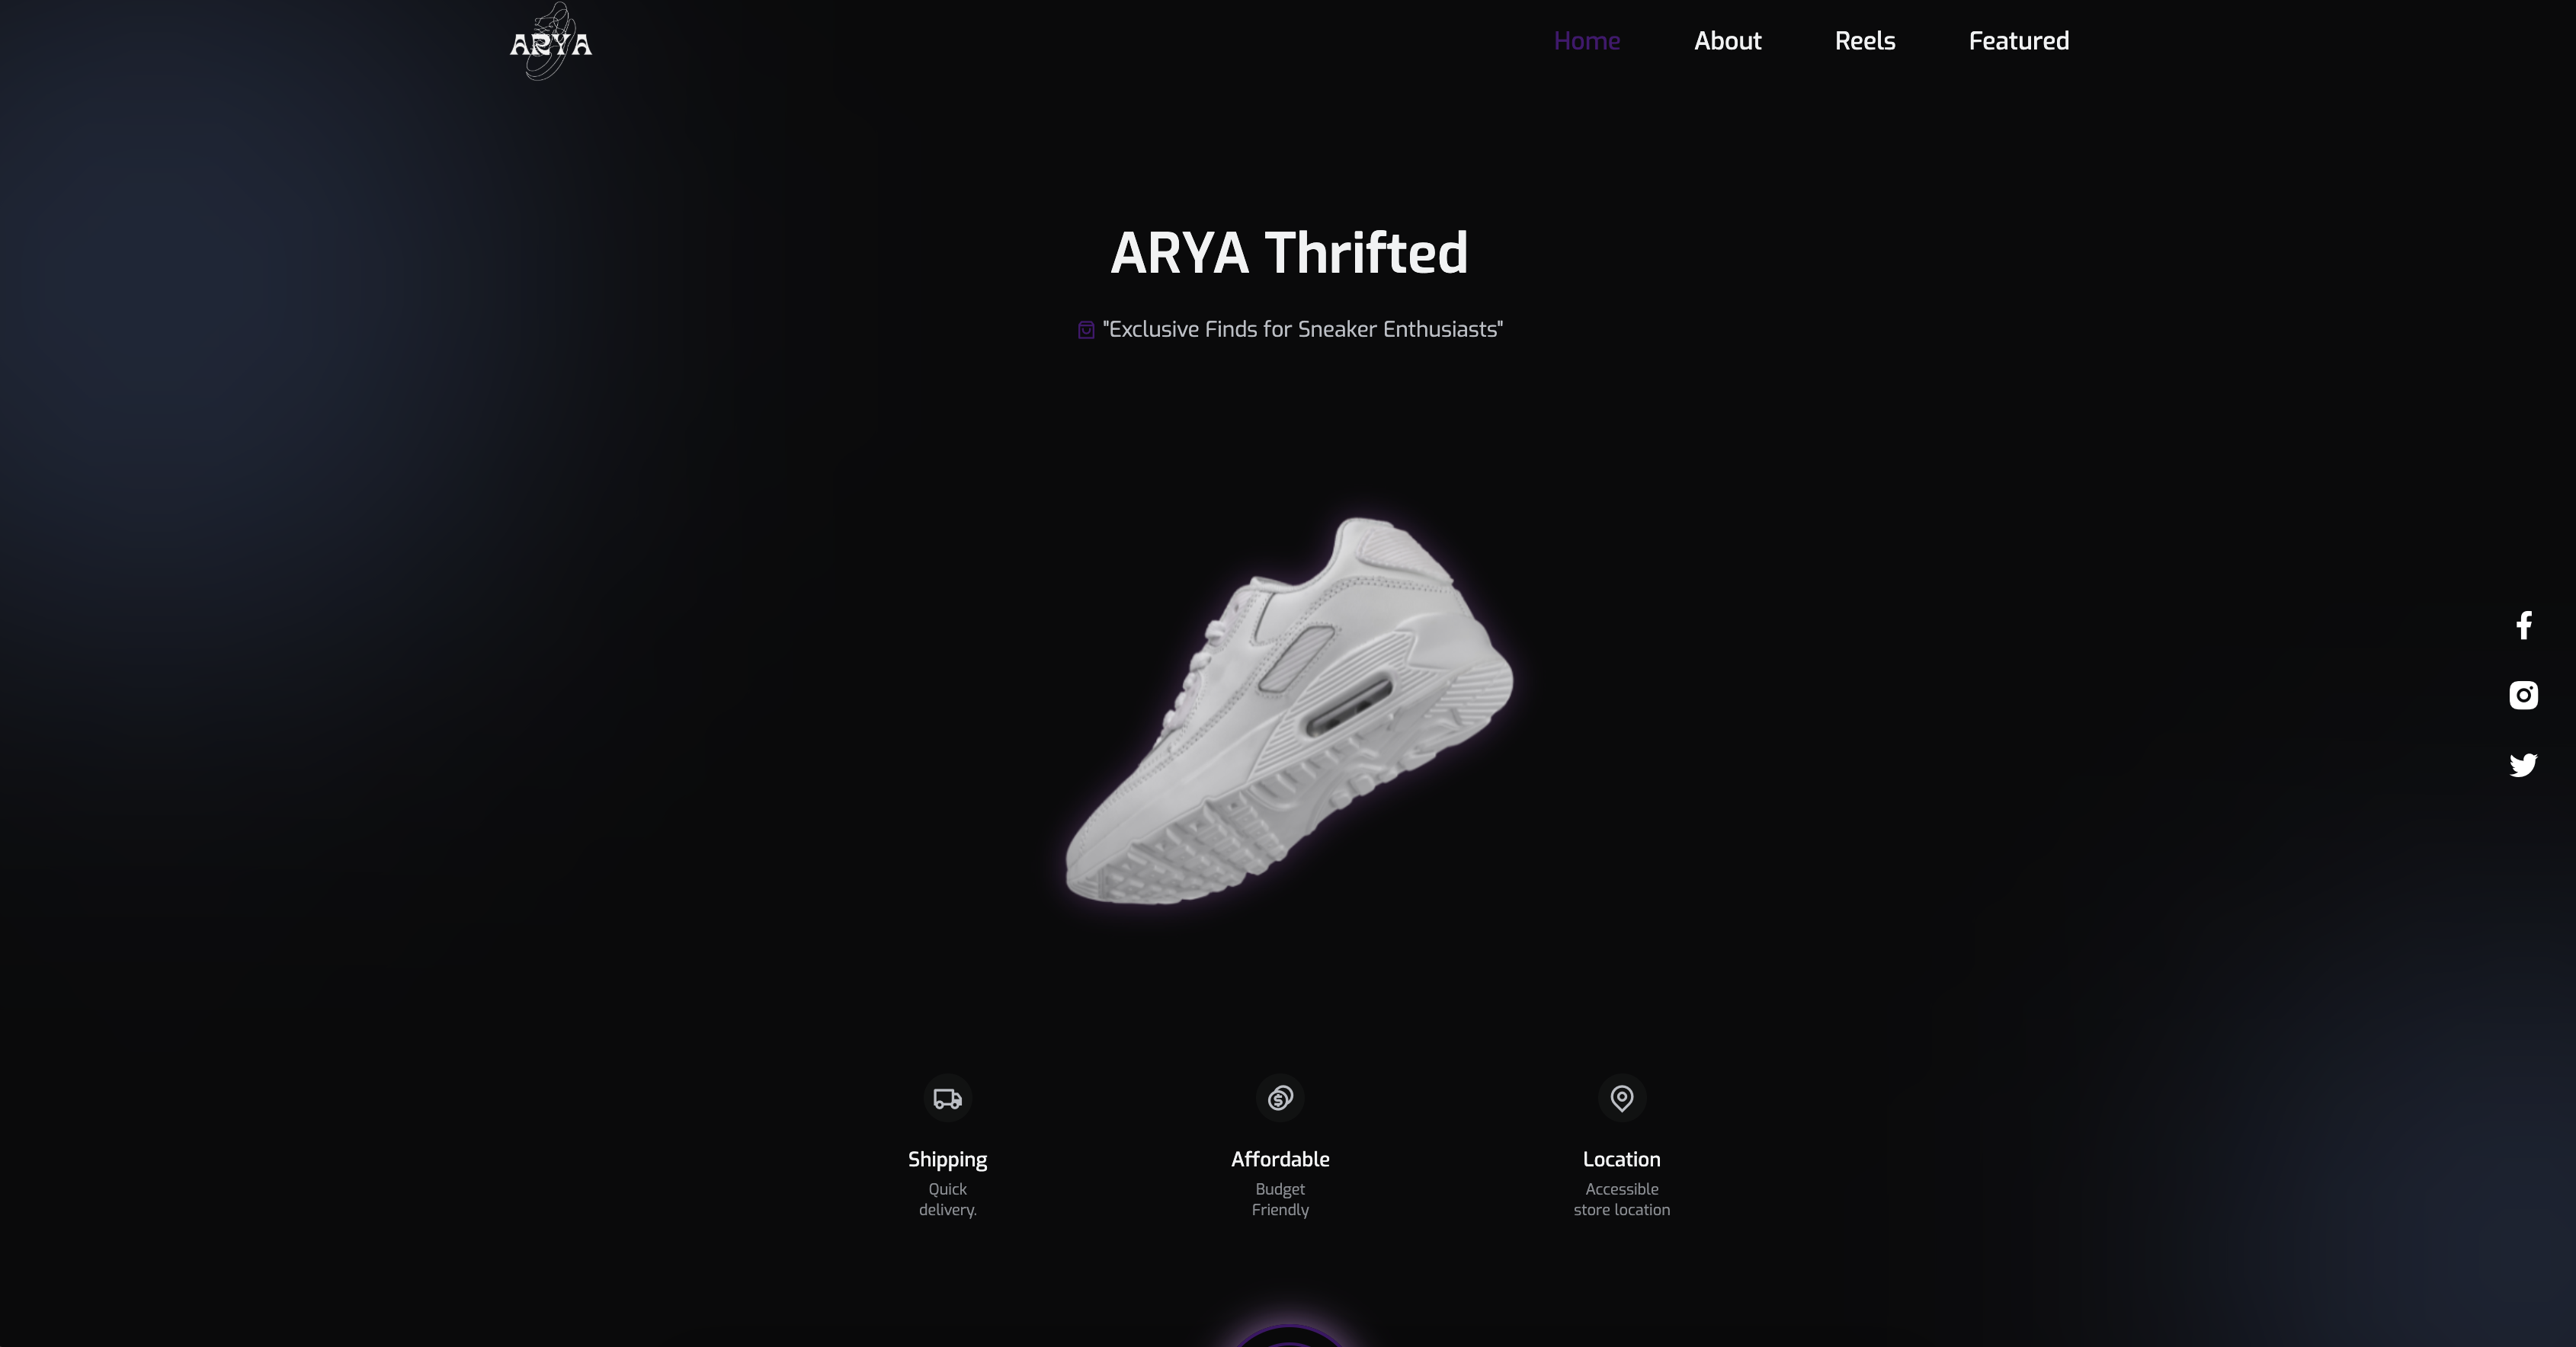 ARYA
Home About Reels Featured
ARYA Thrifted
"Exclusive Finds for Sneaker Enthusiasts"
Shipping
Quick
delivery.
Affordable
Budget
Friendly
Location
Accessible
store location